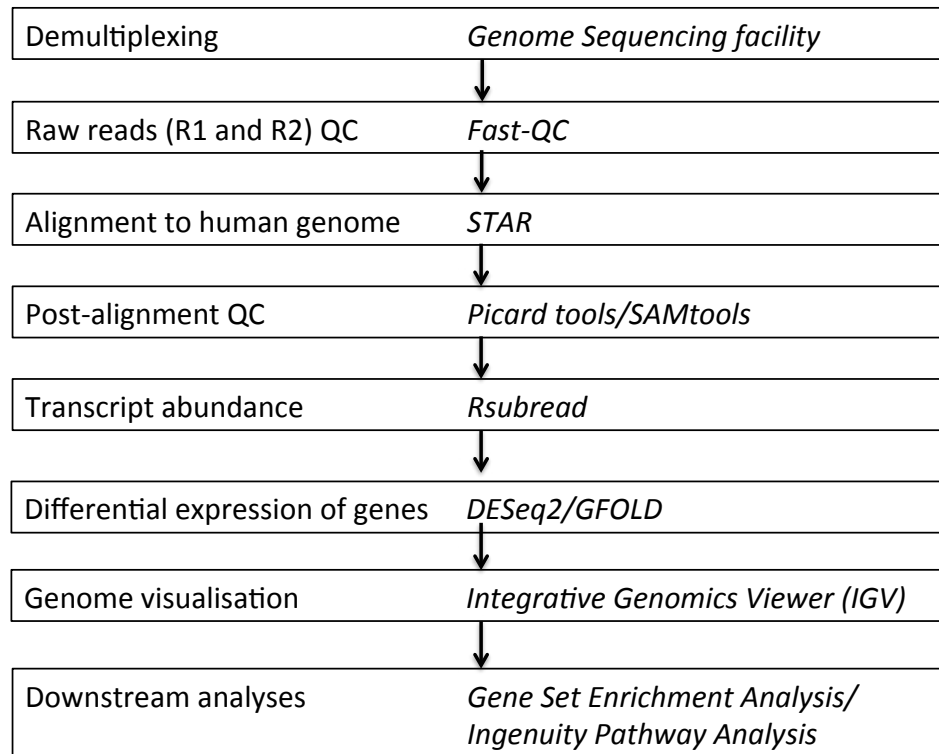 Demultiplexing Genome Sequencing facility
Raw reads (R1 and R2) QC Fast-QC
Alignment to human genome STAR
Post-alignment QC Picard tools/SAMtools
Transcript abundance Rsubread
Differential expression of genes DESeq2/GFOLD
Genome visualisation Integrative Genomics Viewer (IGV)
Downstream analyses Gene Set Enrichment Analysis/
Ingenuity Pathway Analysis